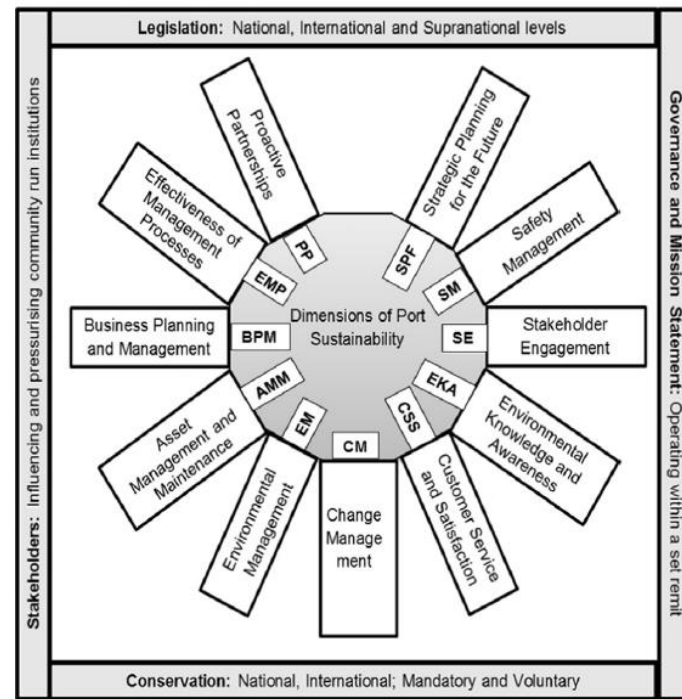 Legislation: National, International and Supranational levels
Stakeholders: Influencing and pressurising community run institutions
Governance and Mission Statement: Operating within a set remit
Proactive
Partnerships
Strategic Planning
for the Future
Effectiveness of
Management
Processes
Safety
Management
PP
SPF
EMP
SM
Business Planning
and Management
BPM
Dimensions of Port
Sustainability
SE
Stakeholder
Engagement
AMM
EKA
EM
CSS
CM
Asset
Management and
Maintenance
Environmental
Knowledge and
Awareness
Environmental
Management
Change
Manage
ment
Customer Service
and Satisfaction
Conservation: National, International; Mandatory and Voluntary